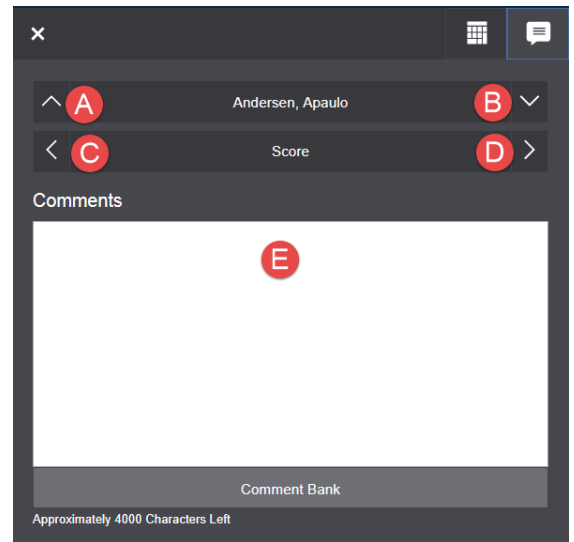 A Andersen, Apaulo B
C Score D
Comments
E
Comment Bank
Approximately 4000 Characters Left